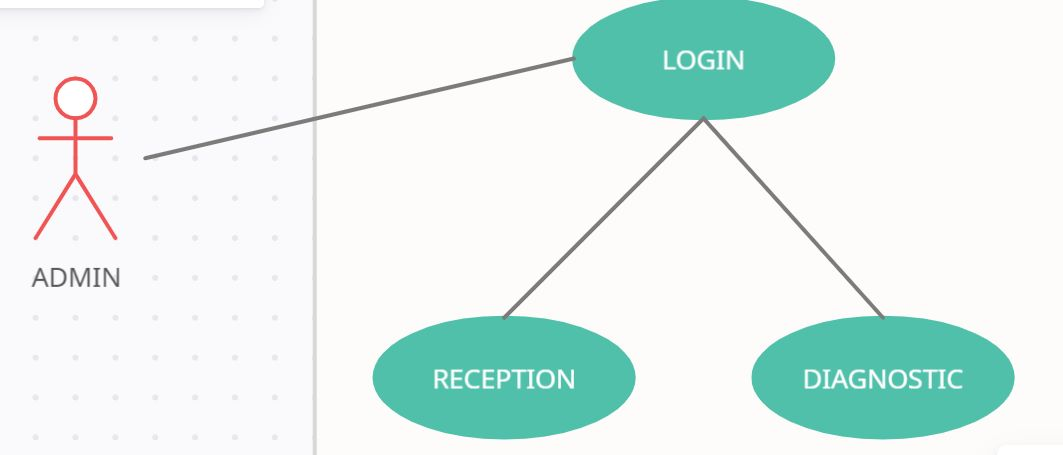 LOGIN
ADMIN
RECEPTION
DIAGNOSTIC